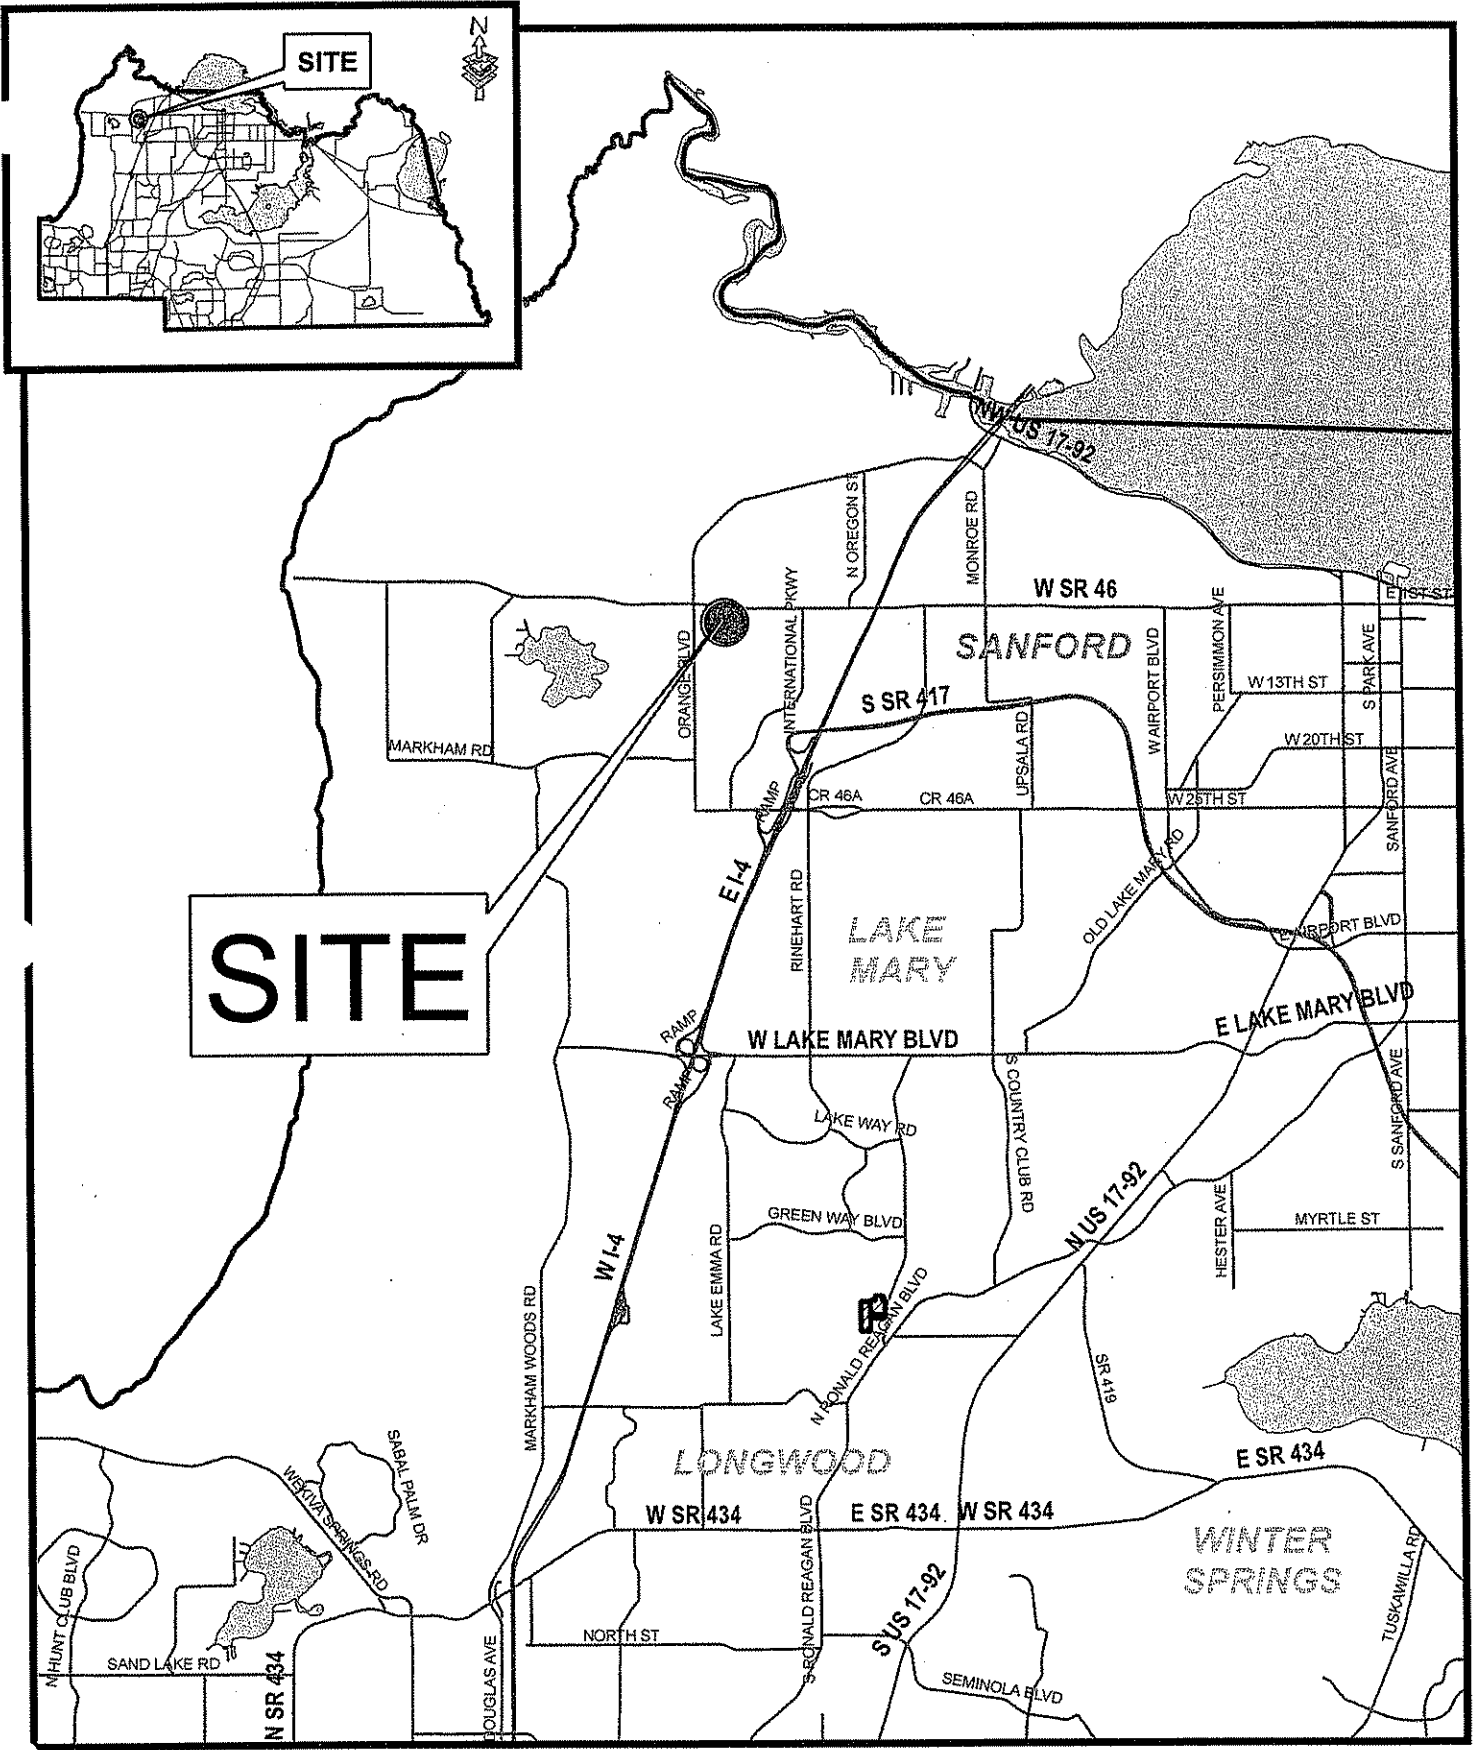 N
SITE
NW US 17-92
N OREGON ST
MONROE RD
W SR 46
E 1ST ST
INTERNATIONAL PKWY
SANFORD
ORANGE BLVD
W AIRPORT BLVD
PERSIMMON AVE
S PARK AVE
W 13TH ST
S SR 417
UPSALA RD
W 20TH ST
MARKHAM RD
RAMP
CR 46A
CR 46A
W 25TH ST
SANFORD AVE
E I-4
RINEHART RD
OLD LAKE MARY RD
LAKE
MARY
E AIRPORT BLVD
SITE
RAMP
W LAKE MARY BLVD
E LAKE MARY BLVD
RAMP
S COUNTRY CLUB RD
S SANFORD AVE
LAKE WAY RD
N US 17-92
GREEN WAY BLVD
HESTER AVE
MYRTLE ST
W I-4
LAKE EMMA RD
MARKHAM WOODS RD
N RONALD REAGAN BLVD
SR 419
LONGWOOD
E SR 434
SABAL PALM DR
WEKIVA SPRINGS RD
W SR 434
E SR 434
W SR 434
WINTER
SPRINGS
N HUNT CLUB BLVD
S RONALD REAGAN BLVD
S US 17-92
TUSKAWILLA RD
NORTH ST
SAND LAKE RD
N SR 434
DOUGLAS AVE
SEMINOLA BLVD